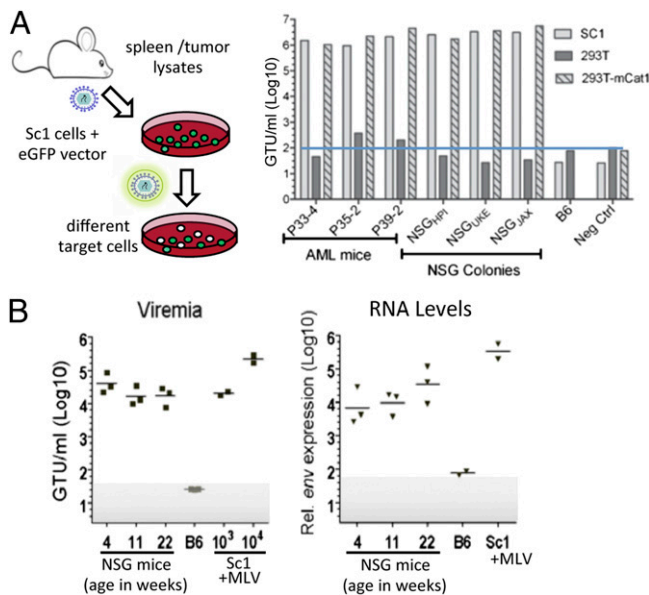 A
spleen /tumor
lysates
Sc1 cells +
eGFP vector
different
target cells
GTU/ml (Log10)
7
6
5
4
3
2
1
0
SC1
293T
293T-mCat1
P33-4
P35-2
P39-2
NSGHPI
NSGUKE
NSGJAX
B6
Neg Ctrl
AML mice
NSG Colonies
B
Viremia
GTU/ml (Log10)
6
5
4
3
2
1
4 11 22 B6 10³ 10⁴
NSG mice
(age in weeks)
Sc1
+MLV
RNA Levels
Rel. env expression (Log10)
6
5
4
3
2
1
4 11 22 B6 Sc1
+MLV
NSG mice
(age in weeks)